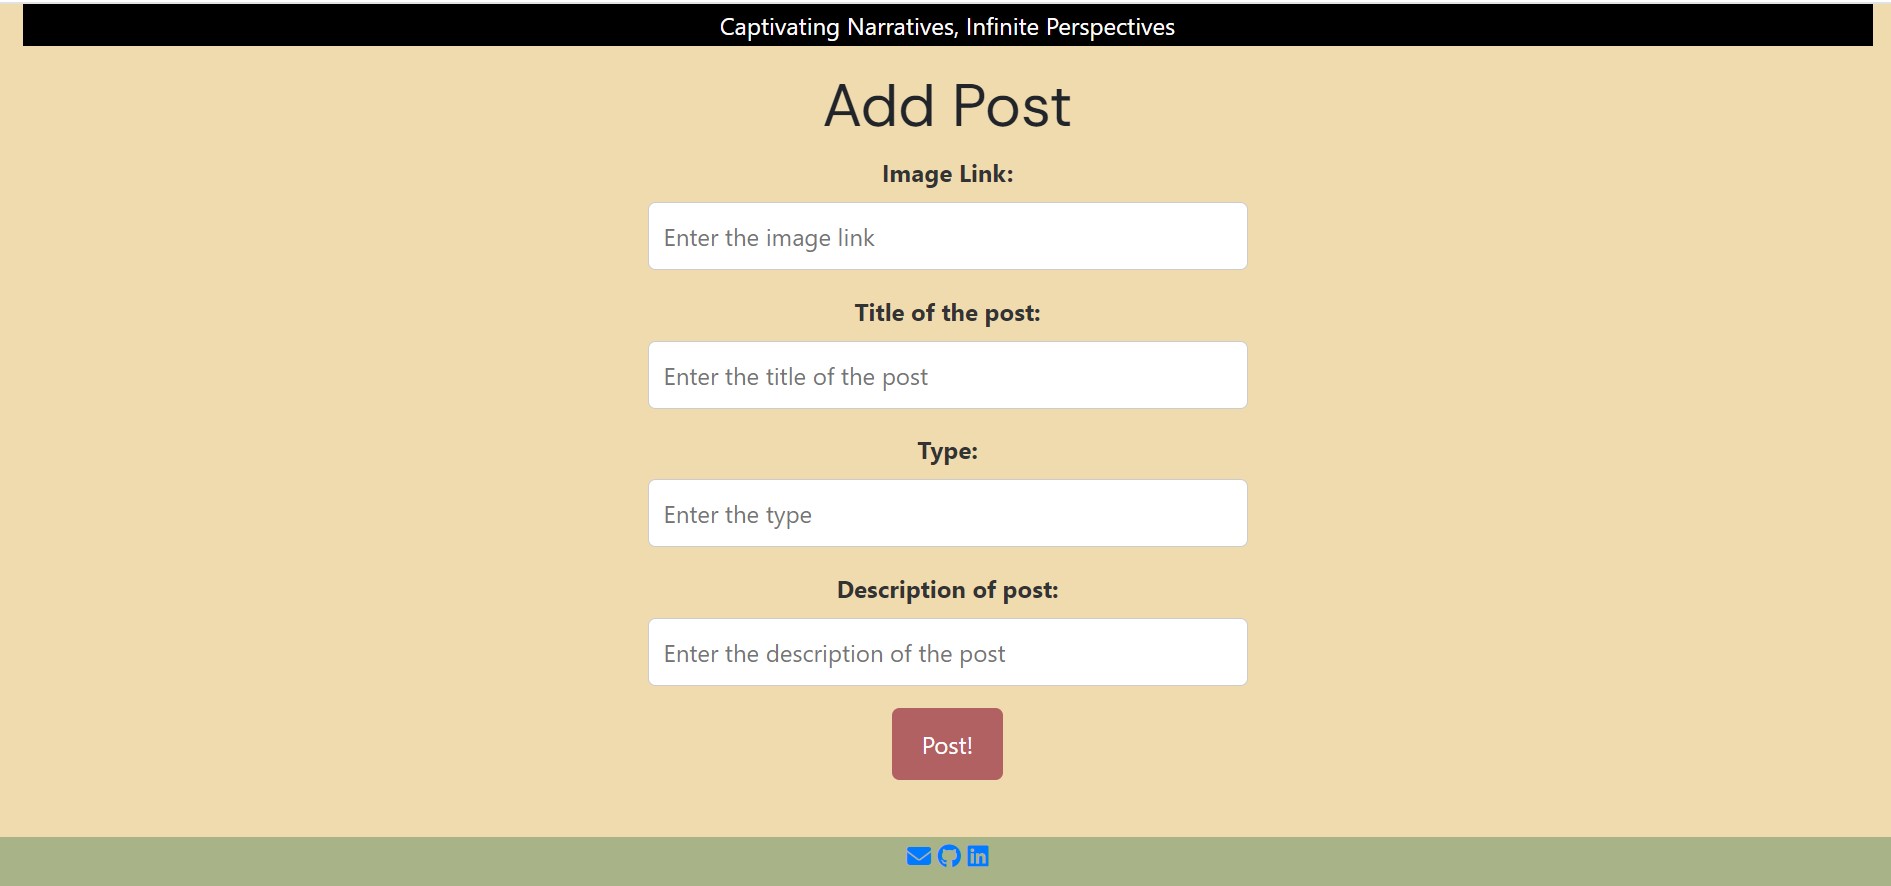 Captivating Narratives, Infinite Perspectives
Add Post
Image Link:
Enter the image link
Title of the post:
Enter the title of the post
Type:
Enter the type
Description of post:
Enter the description of the post
Post!